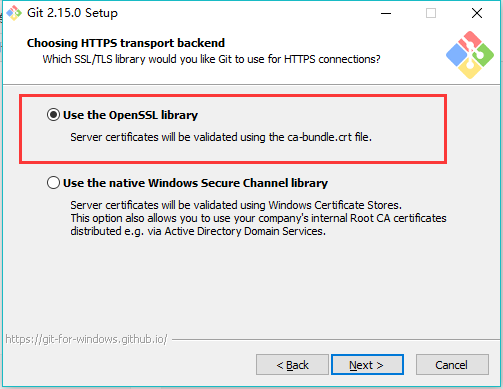 Git 2.15.0 Setup
Choosing HTTPS transport backend
Which SSL/TLS library would you like Git to use for HTTPS connections?
Use the OpenSSL library
Server certificates will be validated using the ca-bundle.crt file.
Use the native Windows Secure Channel library
Server certificates will be validated using Windows Certificate Stores.
This option also allows you to use your company's internal Root CA certificates
distributed e.g. via Active Directory Domain Services.
https://git-for-windows.github.io/
< Back
Next >
Cancel